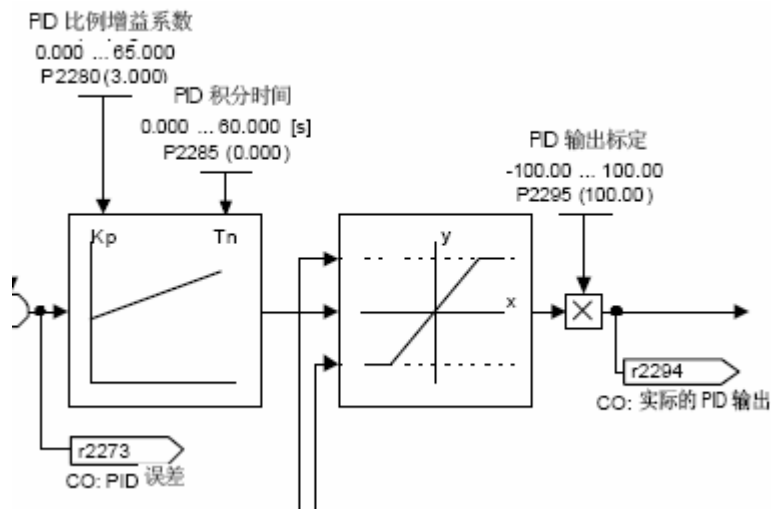 PID 比例增益系数
0.000 ... 65.000
P2280(3.000)
PID 积分时间
0.000 ... 60.000 [s]
P2285 (0.000)
PID 输出标定
-100.00 ... 100.00
P2295 (100.00)
Kp Tn
y
x
r2294
CO: 实际的 PID 输出
r2273
CO: PID 误差